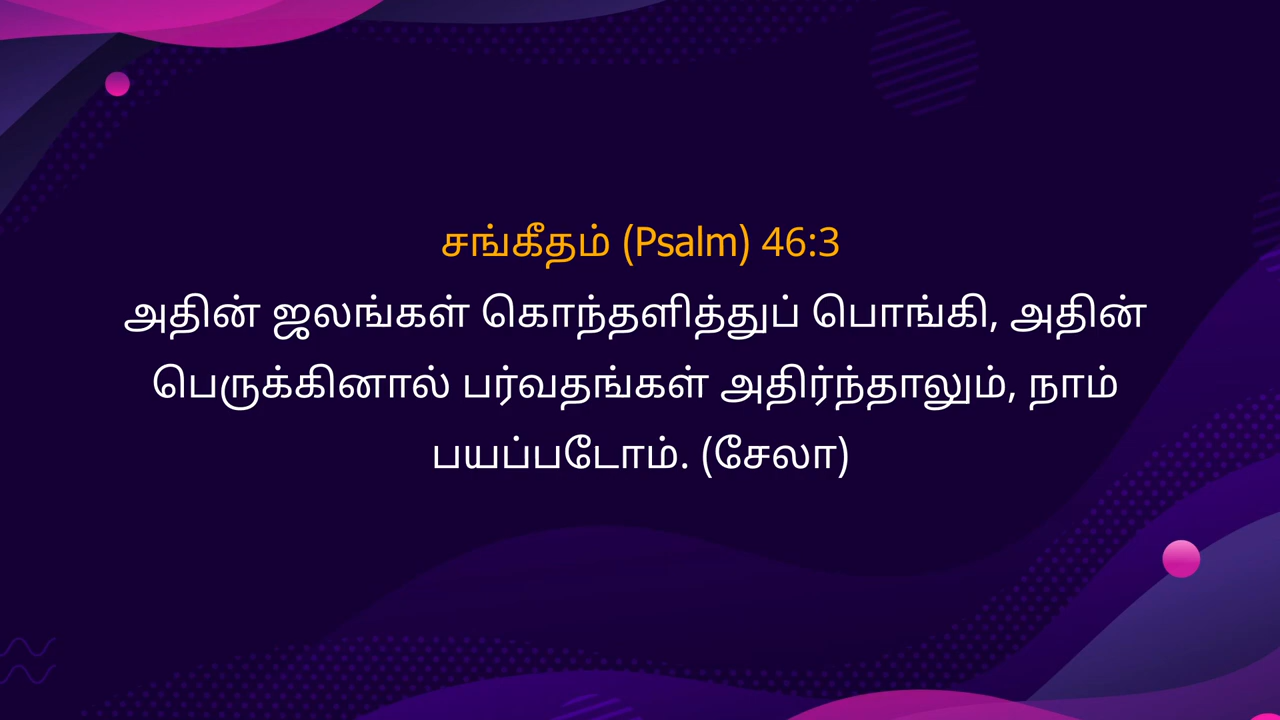 சங்கீதம் (Psalm) 46:3
அதின் ஜலங்கள் கொந்தளித்துப் பொங்கி, அதின்
பெருக்கினால் பர்வதங்கள் அதிர்ந்தாலும், நாம்
பயப்படோம். (சேலா)